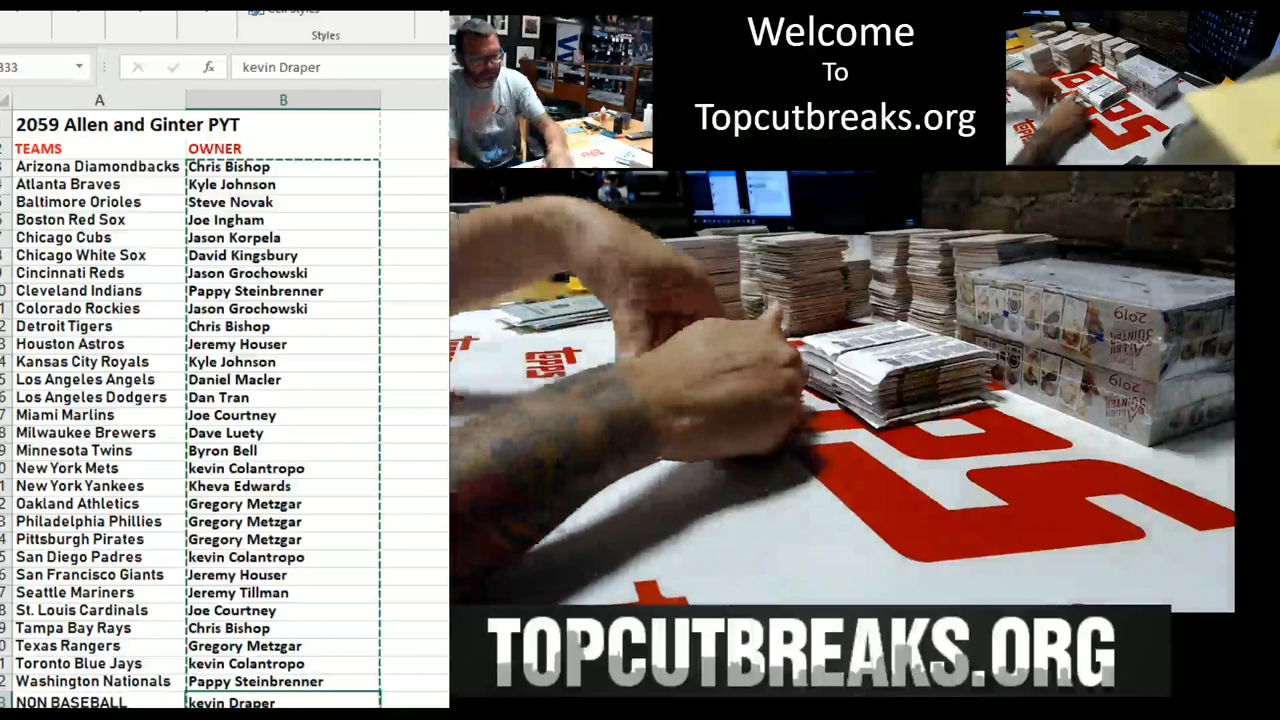 Styles
333
kevin Draper
A B
2059 Allen and Ginter PYT
TEAMS OWNER
Arizona Diamondbacks Chris Bishop
Atlanta Braves Kyle Johnson
Baltimore Orioles Steve Novak
Boston Red Sox Joe Ingham
Chicago Cubs Jason Korpela
Chicago White Sox David Kingsbury
Cincinnati Reds Jason Grochowski
Cleveland Indians Pappy Steinbrenner
Colorado Rockies Jason Grochowski
Detroit Tigers Chris Bishop
Houston Astros Jeremy Houser
Kansas City Royals Kyle Johnson
Los Angeles Angels Daniel Macler
Los Angeles Dodgers Dan Tran
Miami Marlins Joe Courtney
Milwaukee Brewers Dave Luety
Minnesota Twins Byron Bell
New York Mets kevin Colantropo
New York Yankees Kheva Edwards
Oakland Athletics Gregory Metzgar
Philadelphia Phillies Gregory Metzgar
Pittsburgh Pirates Gregory Metzgar
San Diego Padres kevin Colantropo
San Francisco Giants Jeremy Houser
Seattle Mariners Jeremy Tillman
St. Louis Cardinals Joe Courtney
Tampa Bay Rays Chris Bishop
Texas Rangers Gregory Metzgar
Toronto Blue Jays kevin Colantropo
Washington Nationals Pappy Steinbrenner
NON BASEBALL kevin Draper
Welcome
To
Topcutbreaks.org
topps
2019
ALLEN
GINTER
2019
TOPCUTBREAKS.ORG